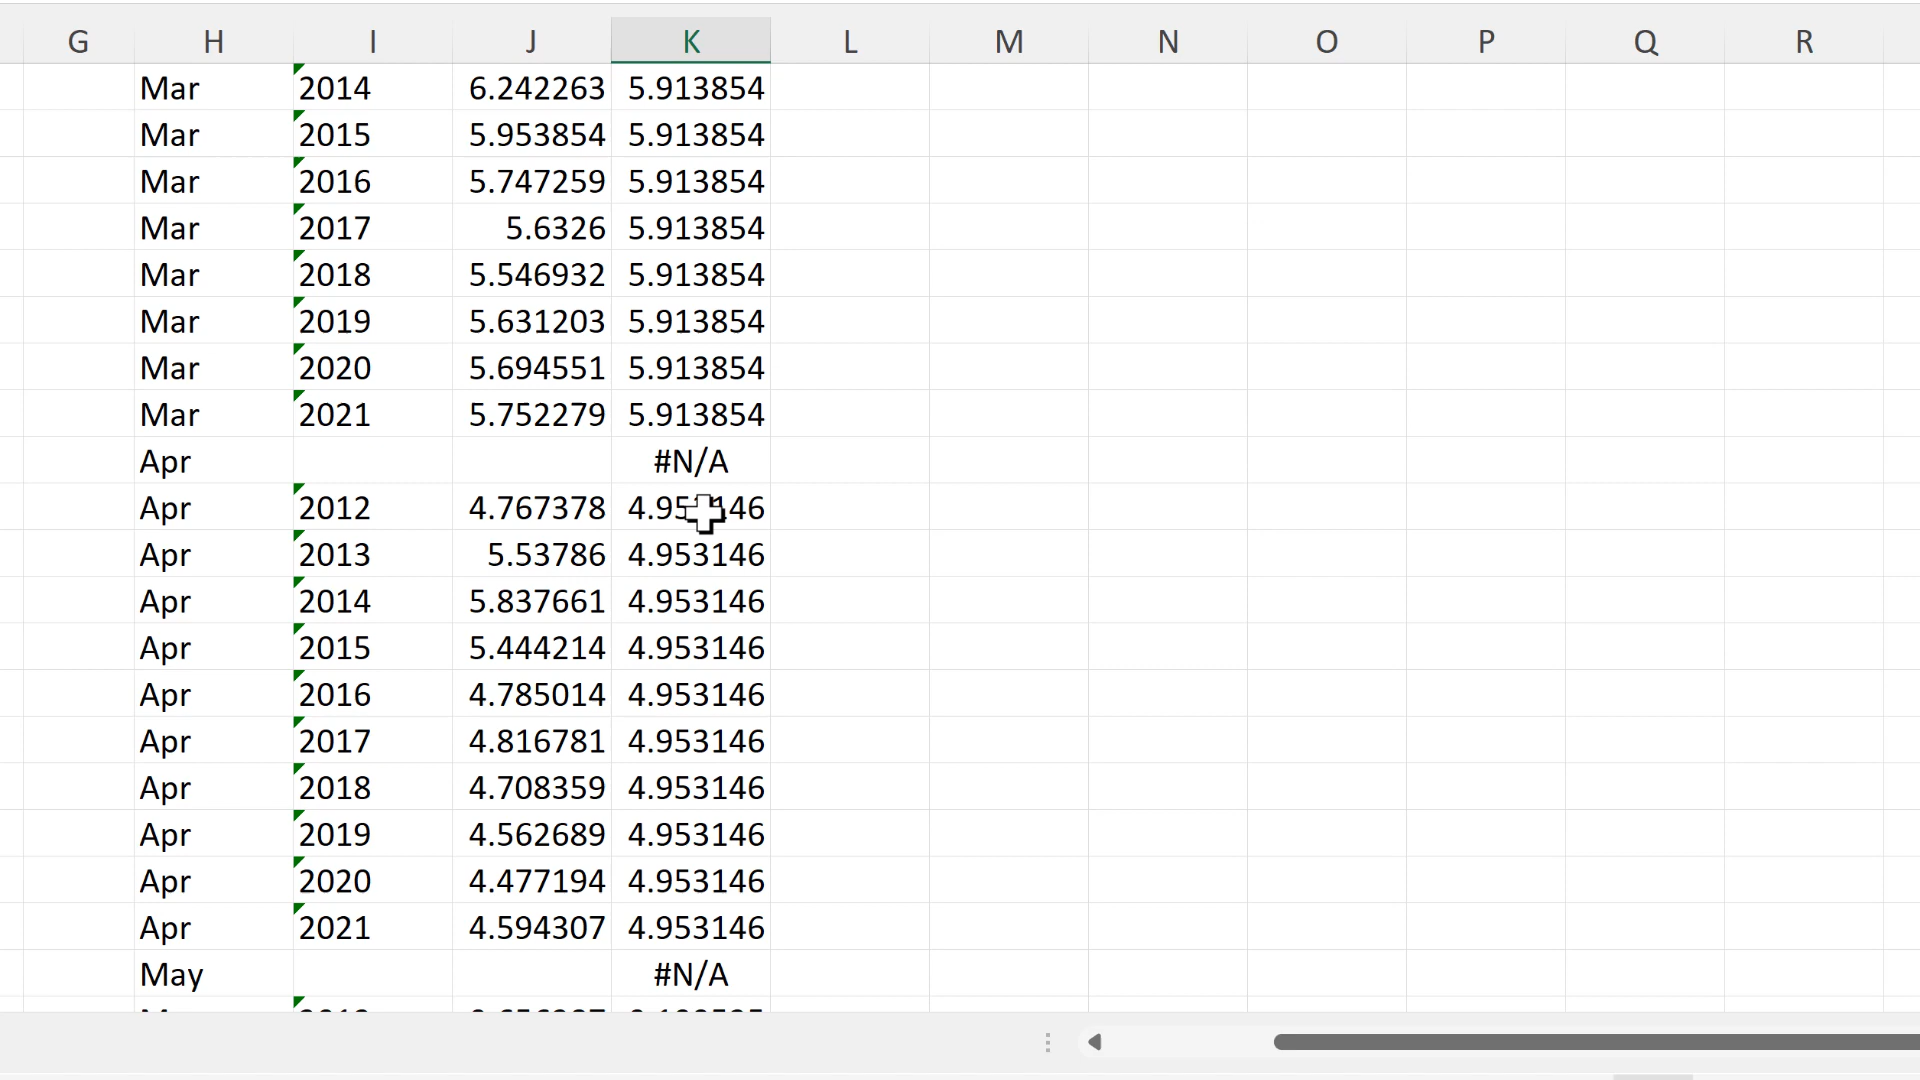 G H I J K L M N O P Q R
Mar 2014 6.242263 5.913854
Mar 2015 5.953854 5.913854
Mar 2016 5.747259 5.913854
Mar 2017 5.6326 5.913854
Mar 2018 5.546932 5.913854
Mar 2019 5.631203 5.913854
Mar 2020 5.694551 5.913854
Mar 2021 5.752279 5.913854
Apr #N/A
Apr 2012 4.767378
Apr 2013 5.53786 4.953146
Apr 2014 5.837661 4.953146
Apr 2015 5.444214 4.953146
Apr 2016 4.785014 4.953146
Apr 2017 4.816781 4.953146
Apr 2018 4.708359 4.953146
Apr 2019 4.562689 4.953146
Apr 2020 4.477194 4.953146
Apr 2021 4.594307 4.953146
May #N/A